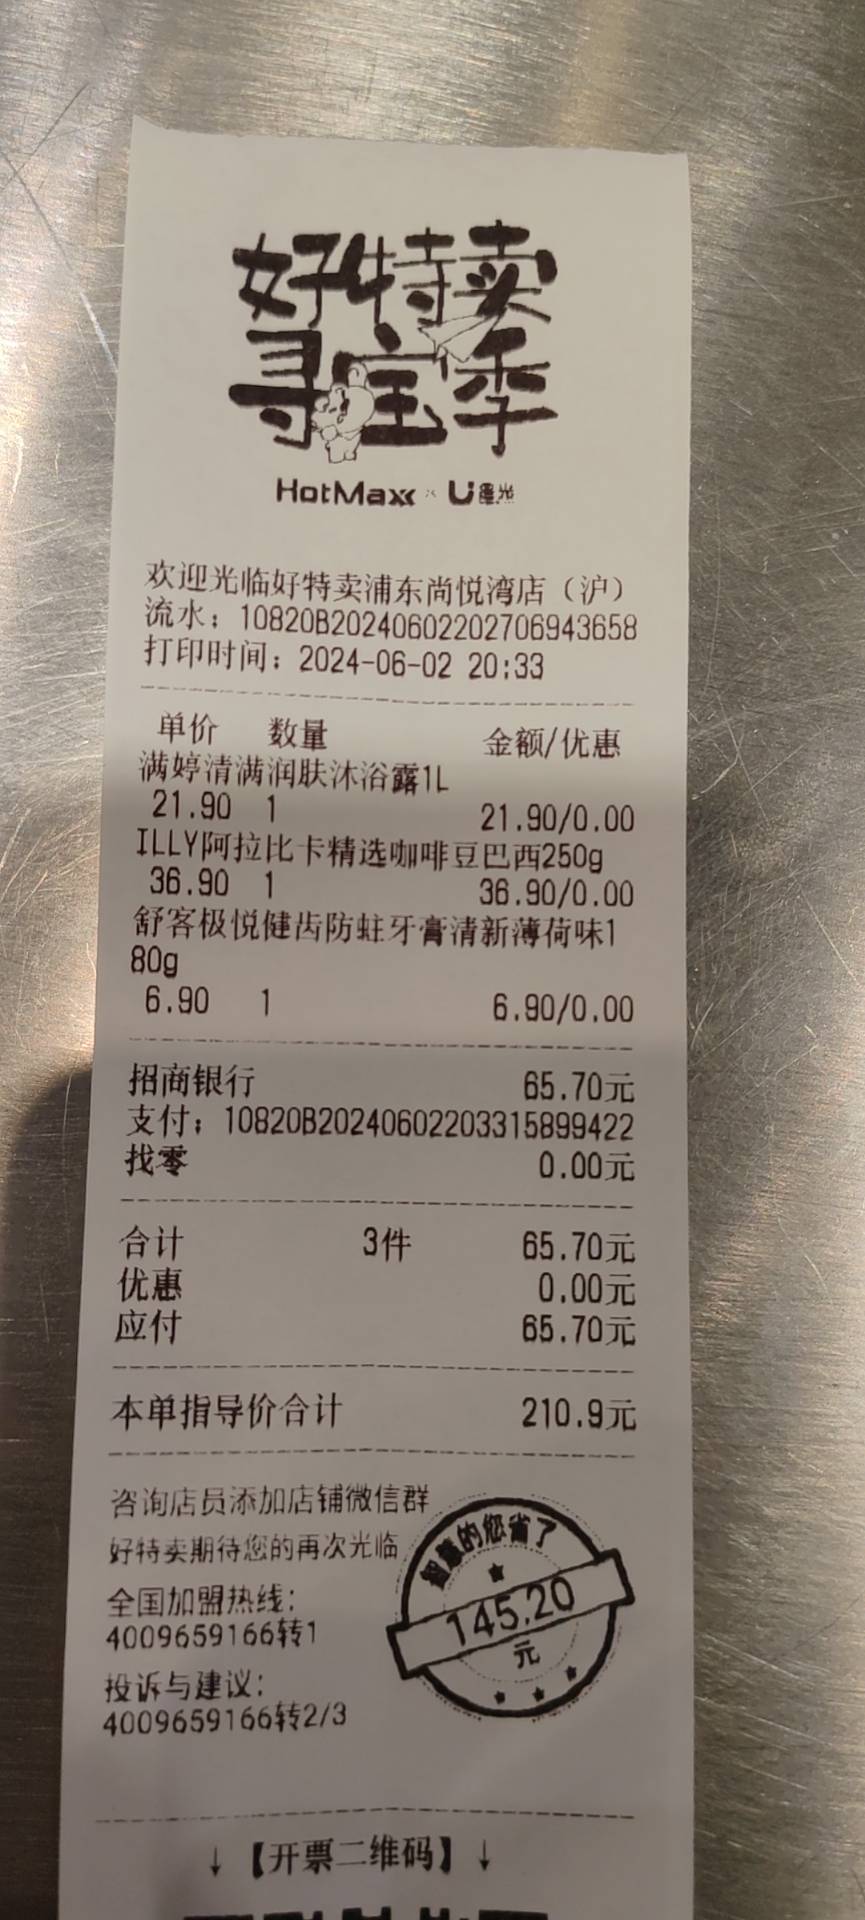 好特卖
寻宝季
HotMaxx × U星光
欢迎光临好特卖浦东尚悦湾店（沪）
流水：10820B20240602202706943658
打印时间：2024-06-02 20:33
单价 数量 金额/优惠
满婷清满润肤沐浴露1L
21.90 1 21.90/0.00
ILLY阿拉比卡精选咖啡豆巴西250g
36.90 1 36.90/0.00
舒客极悦健齿防蛀牙膏清新薄荷味1
80g
6.90 1 6.90/0.00
招商银行 65.70元
支付：10820B20240602203315899422
找零 0.00元
合计 3件 65.70元
优惠 0.00元
应付 65.70元
本单指导价合计 210.9元
咨询店员添加店铺微信群
好特卖期待您的再次光临
全国加盟热线：
4009659166转1
投诉与建议：
4009659166转2/3
智慧的您省了
145.20
元
↓【开票二维码】↓